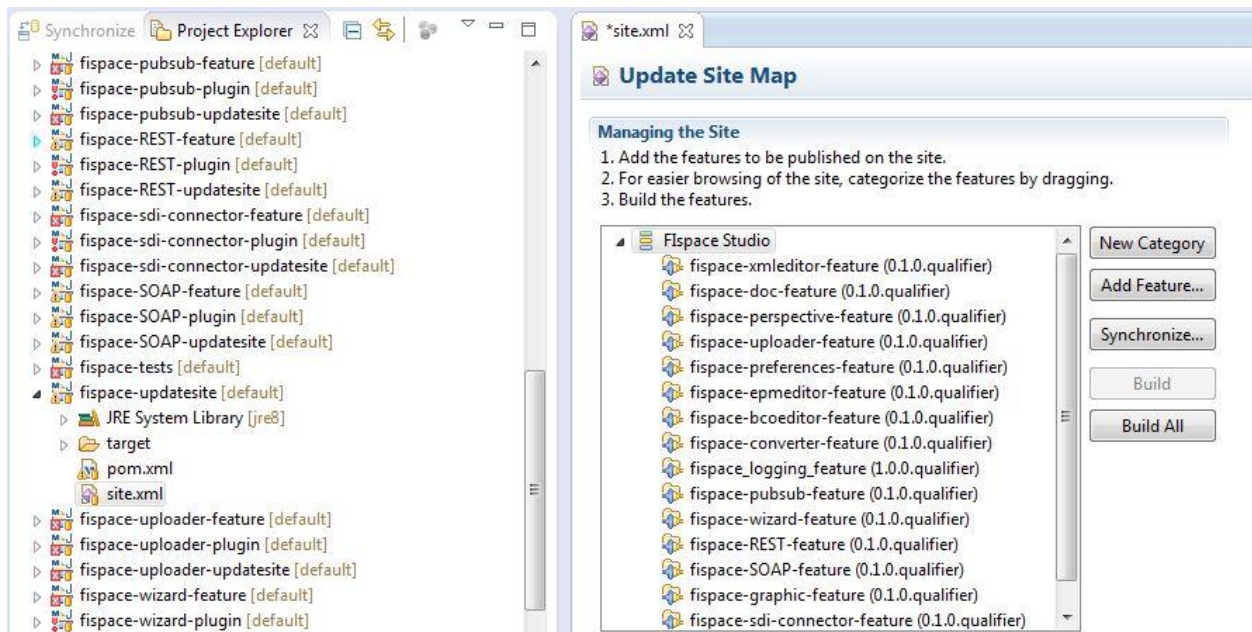 Synchronize Project Explorer
fispace-pubsub-feature [default]
fispace-pubsub-plugin [default]
fispace-pubsub-updatesite [default]
fispace-REST-feature [default]
fispace-REST-plugin [default]
fispace-REST-updatesite [default]
fispace-sdi-connector-feature [default]
fispace-sdi-connector-plugin [default]
fispace-sdi-connector-updatesite [default]
fispace-SOAP-feature [default]
fispace-SOAP-plugin [default]
fispace-SOAP-updatesite [default]
fispace-tests [default]
fispace-updatesite [default]
JRE System Library [jre8]
target
pom.xml
site.xml
fispace-uploader-feature [default]
fispace-uploader-plugin [default]
fispace-uploader-updatesite [default]
fispace-wizard-feature [default]
fispace-wizard-plugin [default]
*site.xml
Update Site Map
Managing the Site
1. Add the features to be published on the site.
2. For easier browsing of the site, categorize the features by dragging.
3. Build the features.
FIspace Studio
fispace-xmleditor-feature (0.1.0.qualifier)
fispace-doc-feature (0.1.0.qualifier)
fispace-perspective-feature (0.1.0.qualifier)
fispace-uploader-feature (0.1.0.qualifier)
fispace-preferences-feature (0.1.0.qualifier)
fispace-epmeditor-feature (0.1.0.qualifier)
fispace-bcoeditor-feature (0.1.0.qualifier)
fispace-converter-feature (0.1.0.qualifier)
fispace_logging_feature (1.0.0.qualifier)
fispace-pubsub-feature (0.1.0.qualifier)
fispace-wizard-feature (0.1.0.qualifier)
fispace-REST-feature (0.1.0.qualifier)
fispace-SOAP-feature (0.1.0.qualifier)
fispace-graphic-feature (0.1.0.qualifier)
fispace-sdi-connector-feature (0.1.0.qualifier)
New Category
Add Feature...
Synchronize...
Build
Build All